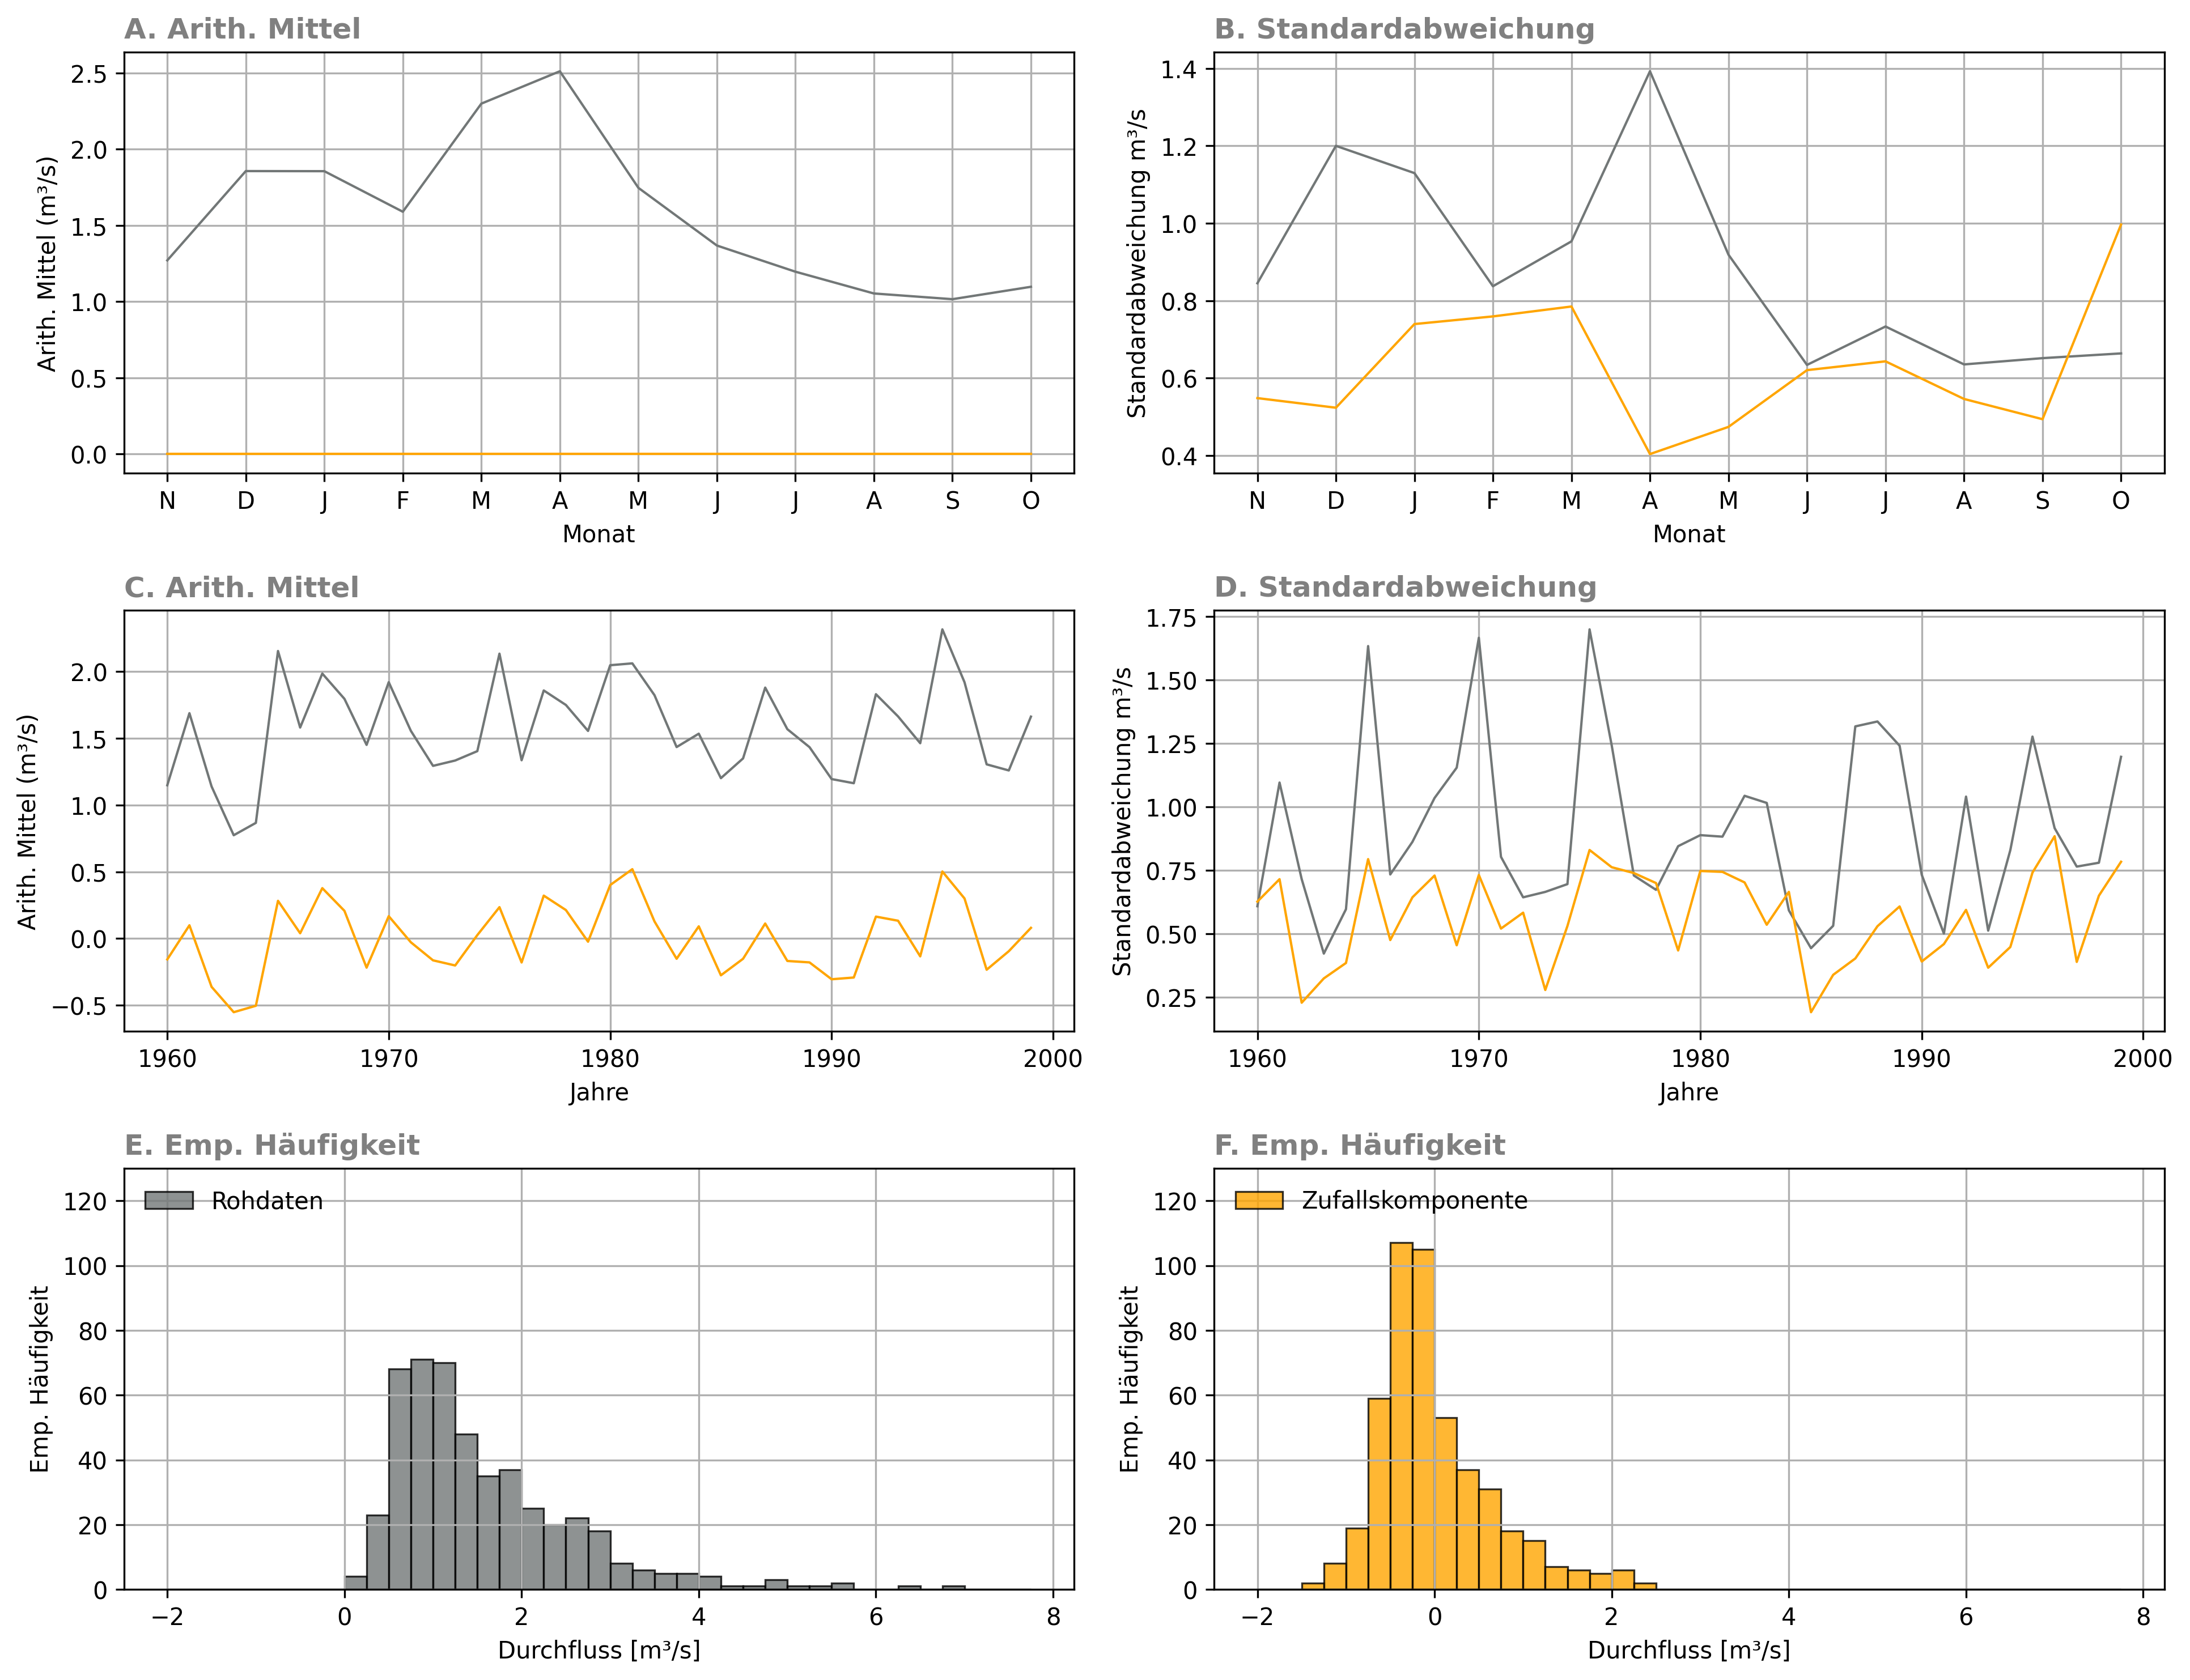 A. Arith. Mittel
Arith. Mittel (m³/s)
2.5
2.0
1.5
1.0
0.5
0.0
N D J F M A M J J A S O
Monat
B. Standardabweichung
Standardabweichung m³/s
1.4
1.2
1.0
0.8
0.6
0.4
N D J F M A M J J A S O
Monat
C. Arith. Mittel
Arith. Mittel (m³/s)
2.0
1.5
1.0
0.5
0.0
−0.5
1960 1970 1980 1990 2000
Jahre
D. Standardabweichung
Standardabweichung m³/s
1.75
1.50
1.25
1.00
0.75
0.50
0.25
1960 1970 1980 1990 2000
Jahre
E. Emp. Häufigkeit
Rohdaten
Emp. Häufigkeit
120
100
80
60
40
20
0
−2 0 2 4 6 8
Durchfluss [m³/s]
F. Emp. Häufigkeit
Zufallskomponente
Emp. Häufigkeit
120
100
80
60
40
20
0
−2 0 2 4 6 8
Durchfluss [m³/s]